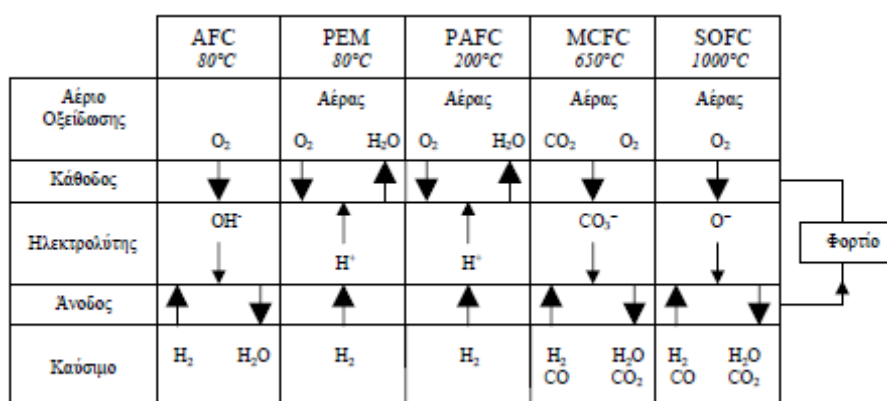 AFC PEM PAFC MCFC SOFC
80°C 80°C 200°C 650°C 1000°C
Αέριο Οξείδωσης Αέρας Αέρας Αέρας Αέρας
O₂ O₂ H₂O O₂ H₂O CO₂ O₂ O₂
Κάθοδος
Ηλεκτρολύτης OH⁻ H⁺ H⁺ CO₃⁻ O⁻ Φορτίο
Άνοδος
Καύσιμο H₂ H₂O H₂ H₂ H₂ H₂O H₂ H₂O
CO CO₂ CO CO₂